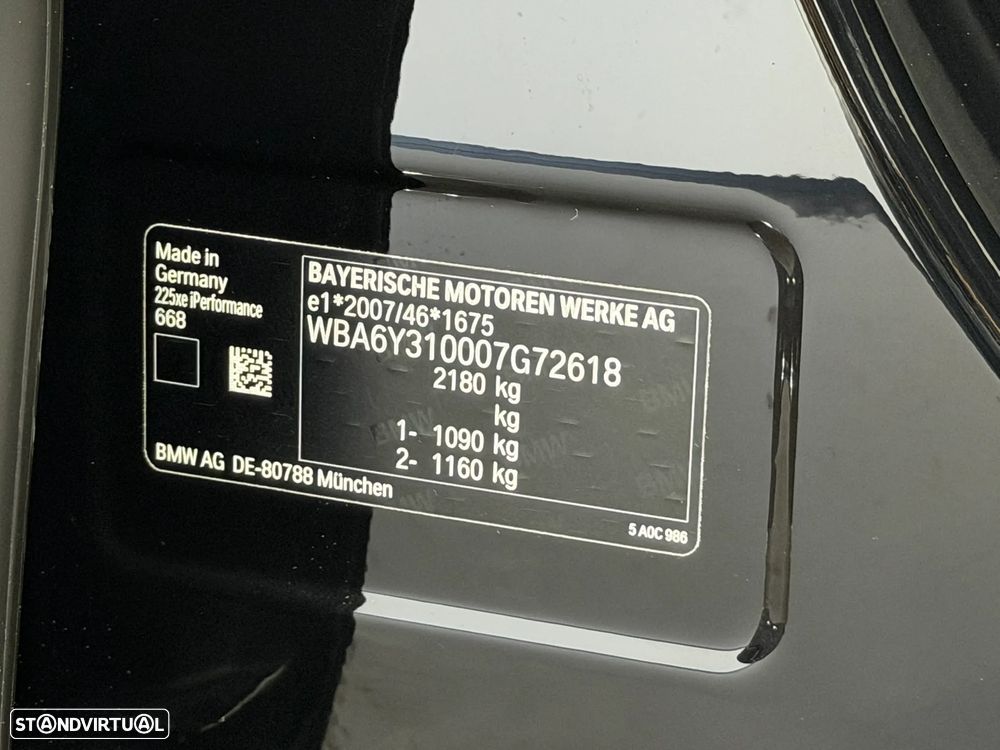 Made in
Germany
225xe iPerformance
668
BMW AG DE-80788 München
BAYERISCHE MOTOREN WERKE AG
e1*2007/46*1675
WBA6Y310007G72618
2180 kg
kg
1- 1090 kg
2- 1160 kg
5 A0C 986
STANDVIRTUAL